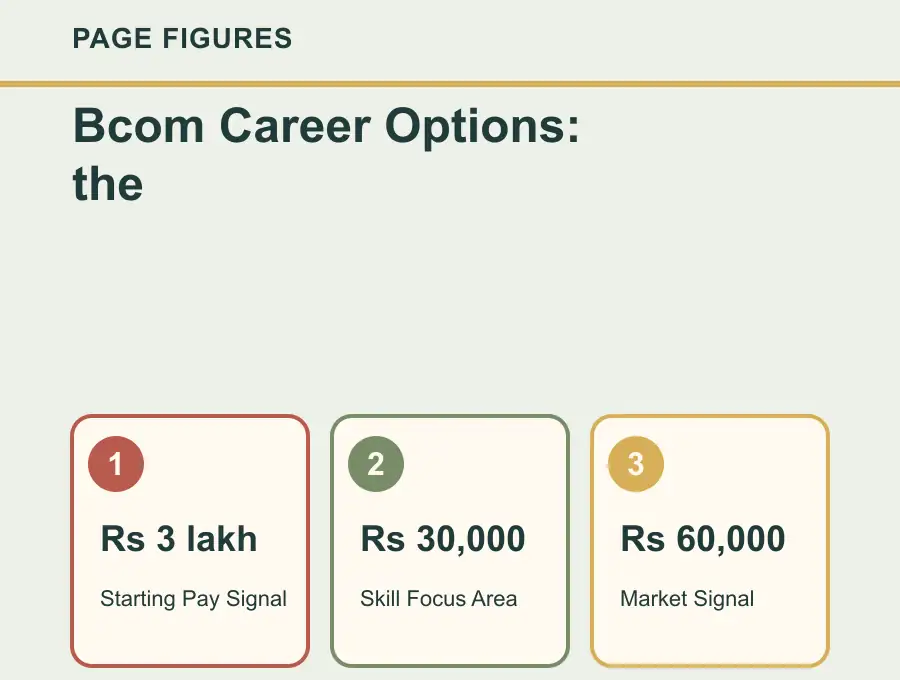 PAGE FIGURES
Bcom Career Options:
the
1
Rs 3 lakh
Starting Pay Signal
2
Rs 30,000
Skill Focus Area
3
Rs 60,000
Market Signal